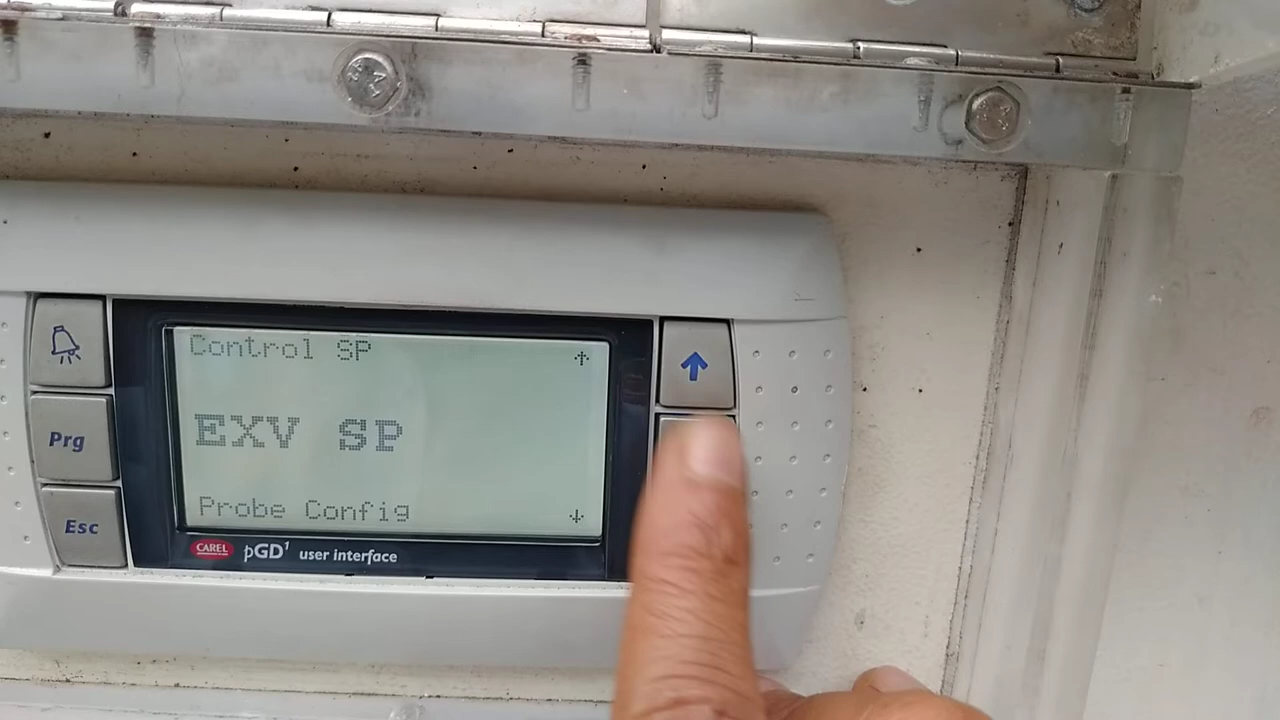 Control SP
EXV SP
Probe Config
Prg
Esc
CAREL pGD¹ user interface